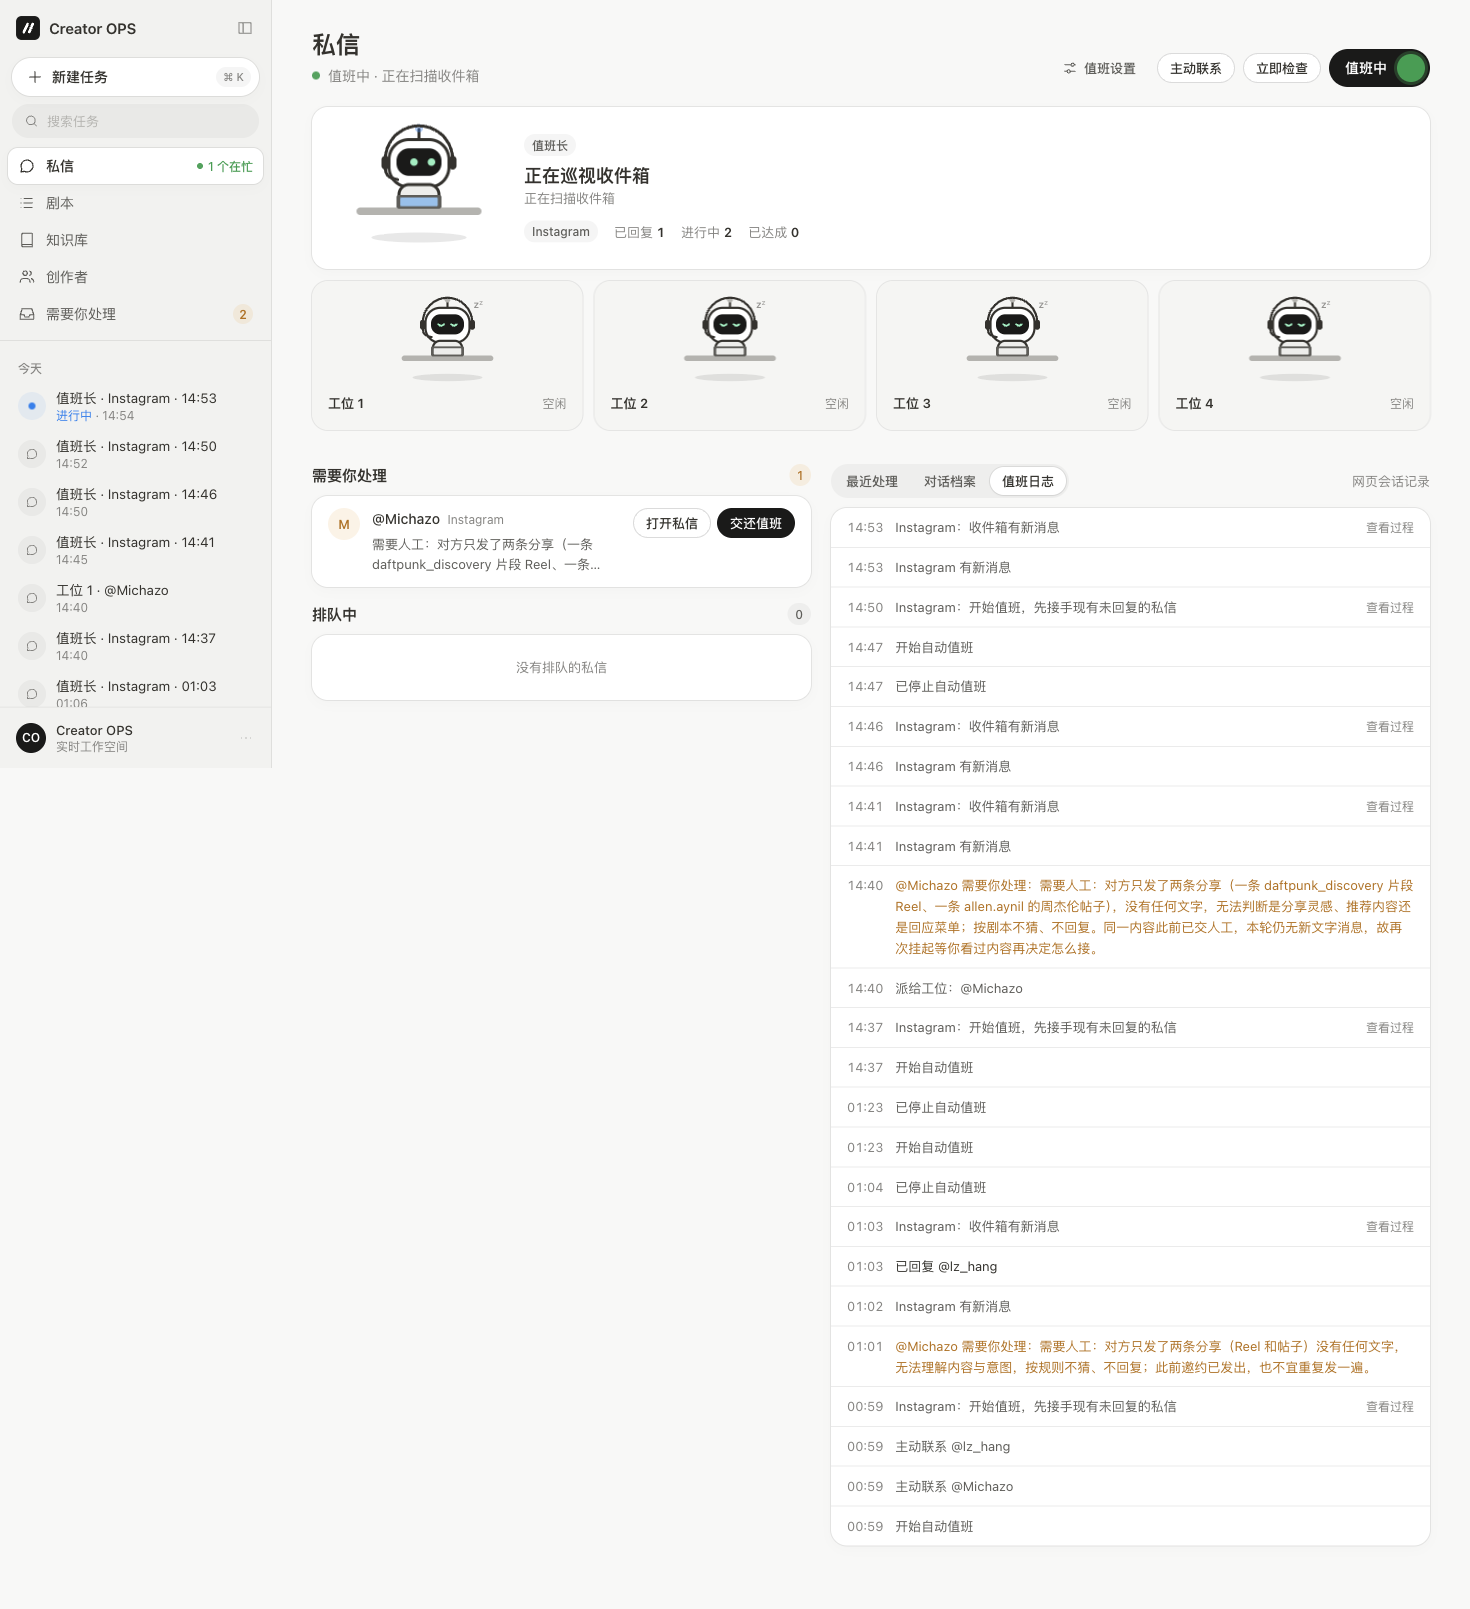 Creator OPS
新建任务
⌘ K
搜索任务
私信
1 个在忙
剧本
知识库
创作者
需要你处理
2
今天
值班长 · Instagram · 14:53
进行中 · 14:54
值班长 · Instagram · 14:50
14:52
值班长 · Instagram · 14:46
14:50
值班长 · Instagram · 14:41
14:45
工位 1 · @Michazo
14:40
值班长 · Instagram · 14:37
14:40
值班长 · Instagram · 01:03
01:06
CO
Creator OPS
实时工作空间
私信
值班中 · 正在扫描收件箱
值班设置
主动联系
立即检查
值班中
值班长
正在巡视收件箱
正在扫描收件箱
Instagram 已回复 1 进行中 2 已达成 0
zz
工位 1 空闲
zz
工位 2 空闲
zz
工位 3 空闲
zz
工位 4 空闲
需要你处理
1
M
@Michazo Instagram
需要人工：对方只发了两条分享（一条
daftpunk_discovery 片段 Reel、一条...
打开私信
交还值班
排队中
0
没有排队的私信
最近处理
对话档案
值班日志
网页会话记录
14:53 Instagram：收件箱有新消息 查看过程
14:53 Instagram 有新消息
14:50 Instagram：开始值班，先接手现有未回复的私信 查看过程
14:47 开始自动值班
14:47 已停止自动值班
14:46 Instagram：收件箱有新消息 查看过程
14:46 Instagram 有新消息
14:41 Instagram：收件箱有新消息 查看过程
14:41 Instagram 有新消息
14:40 @Michazo 需要你处理：需要人工：对方只发了两条分享（一条 daftpunk_discovery 片段
Reel、一条 allen.aynil 的周杰伦帖子），没有任何文字，无法判断是分享灵感、推荐内容还
是回应菜单；按剧本不猜、不回复。同一内容此前已交人工，本轮仍无新文字消息，故再
次挂起等你看过内容再决定怎么接。
14:40 派给工位：@Michazo
14:37 Instagram：开始值班，先接手现有未回复的私信 查看过程
14:37 开始自动值班
01:23 已停止自动值班
01:23 开始自动值班
01:04 已停止自动值班
01:03 Instagram：收件箱有新消息 查看过程
01:03 已回复 @lz_hang
01:02 Instagram 有新消息
01:01 @Michazo 需要你处理：需要人工：对方只发了两条分享（Reel 和帖子）没有任何文字，
无法理解内容与意图，按规则不猜、不回复；此前邀约已发出，也不宜重复发一遍。
00:59 Instagram：开始值班，先接手现有未回复的私信 查看过程
00:59 主动联系 @lz_hang
00:59 主动联系 @Michazo
00:59 开始自动值班